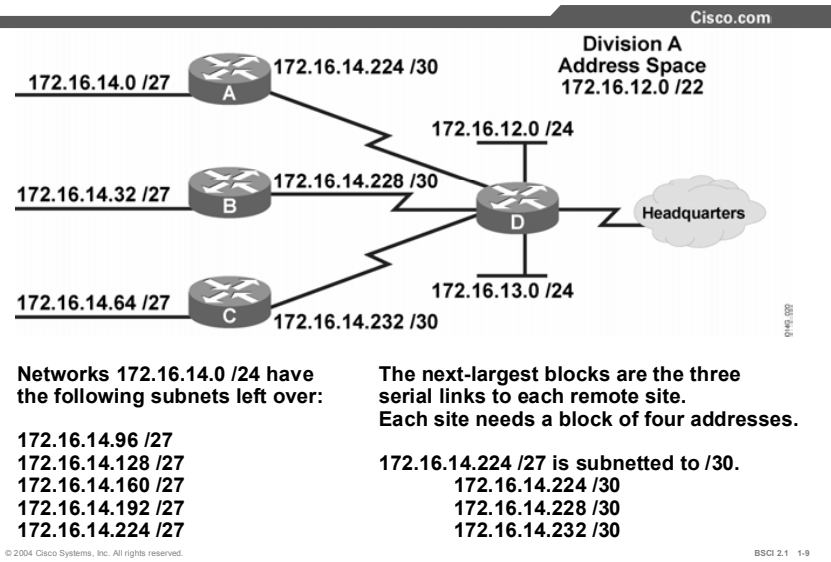 Cisco.com
Division A
Address Space
172.16.12.0 /22
172.16.14.0 /27
A
172.16.14.224 /30
172.16.12.0 /24
172.16.14.32 /27
B
172.16.14.228 /30
D
Headquarters
172.16.14.64 /27
C
172.16.14.232 /30
172.16.13.0 /24
Networks 172.16.14.0 /24 have
the following subnets left over:
172.16.14.96 /27
172.16.14.128 /27
172.16.14.160 /27
172.16.14.192 /27
172.16.14.224 /27
The next-largest blocks are the three
serial links to each remote site.
Each site needs a block of four addresses.
172.16.14.224 /27 is subnetted to /30.
172.16.14.224 /30
172.16.14.228 /30
172.16.14.232 /30
© 2004 Cisco Systems, Inc. All rights reserved.
BSCI 2.1 1-9